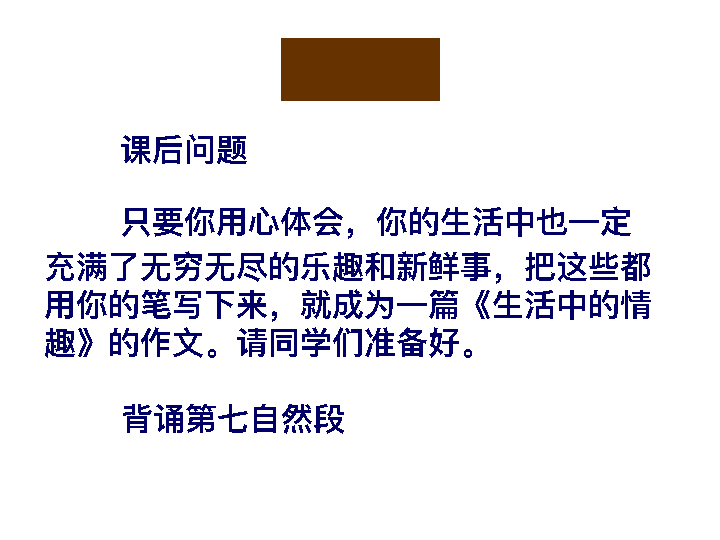 课后问题
只要你用心体会，你的生活中也一定
充满了无穷无尽的乐趣和新鲜事，把这些都
用你的笔写下来，就成为一篇《生活中的情
趣》的作文。请同学们准备好。
背诵第七自然段